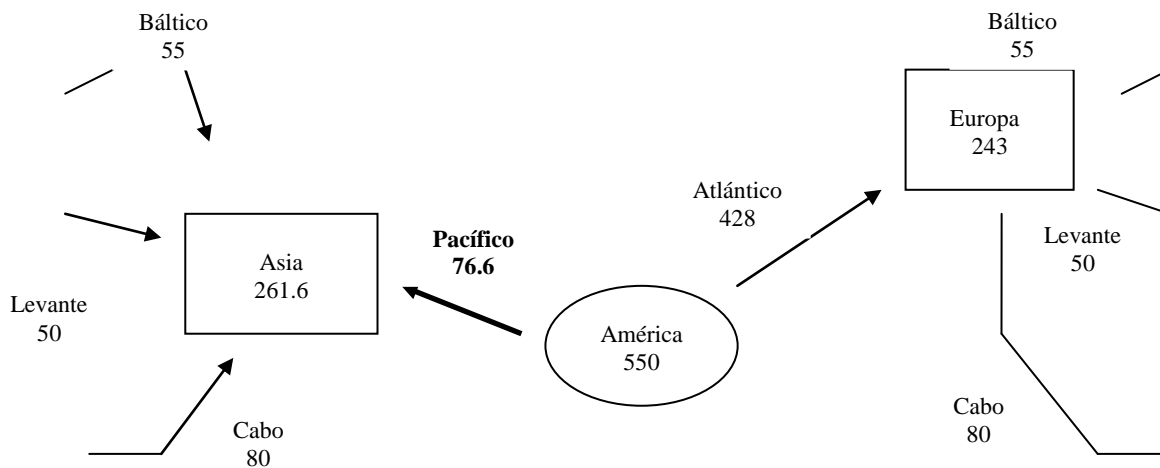 Báltico
55
Báltico
55
Europa
243
Atlántico
428
Pacífico
76.6
Levante
50
Asia
261.6
Levante
50
América
550
Cabo
80
Cabo
80